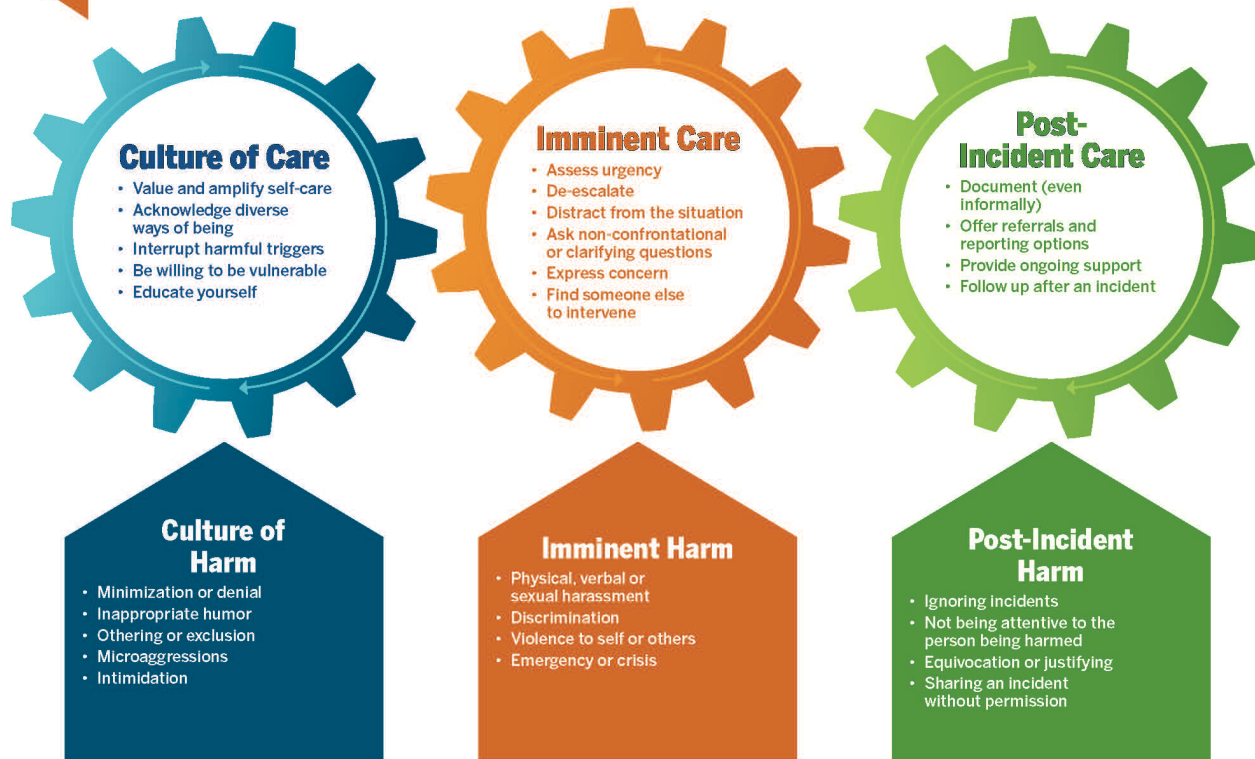 Culture of Care
• Value and amplify self-care
• Acknowledge diverse
ways of being
• Interrupt harmful triggers
• Be willing to be vulnerable
• Educate yourself
Imminent Care
• Assess urgency
• De-escalate
• Distract from the situation
• Ask non-confrontational
or clarifying questions
• Express concern
• Find someone else
to intervene
Post-
Incident Care
• Document (even
informally)
• Offer referrals and
reporting options
• Provide ongoing support
• Follow up after an incident
Culture of
Harm
• Minimization or denial
• Inappropriate humor
• Othering or exclusion
• Microaggressions
• Intimidation
Imminent Harm
• Physical, verbal or
sexual harassment
• Discrimination
• Violence to self or others
• Emergency or crisis
Post-Incident
Harm
• Ignoring incidents
• Not being attentive to the
person being harmed
• Equivocation or justifying
• Sharing an incident
without permission